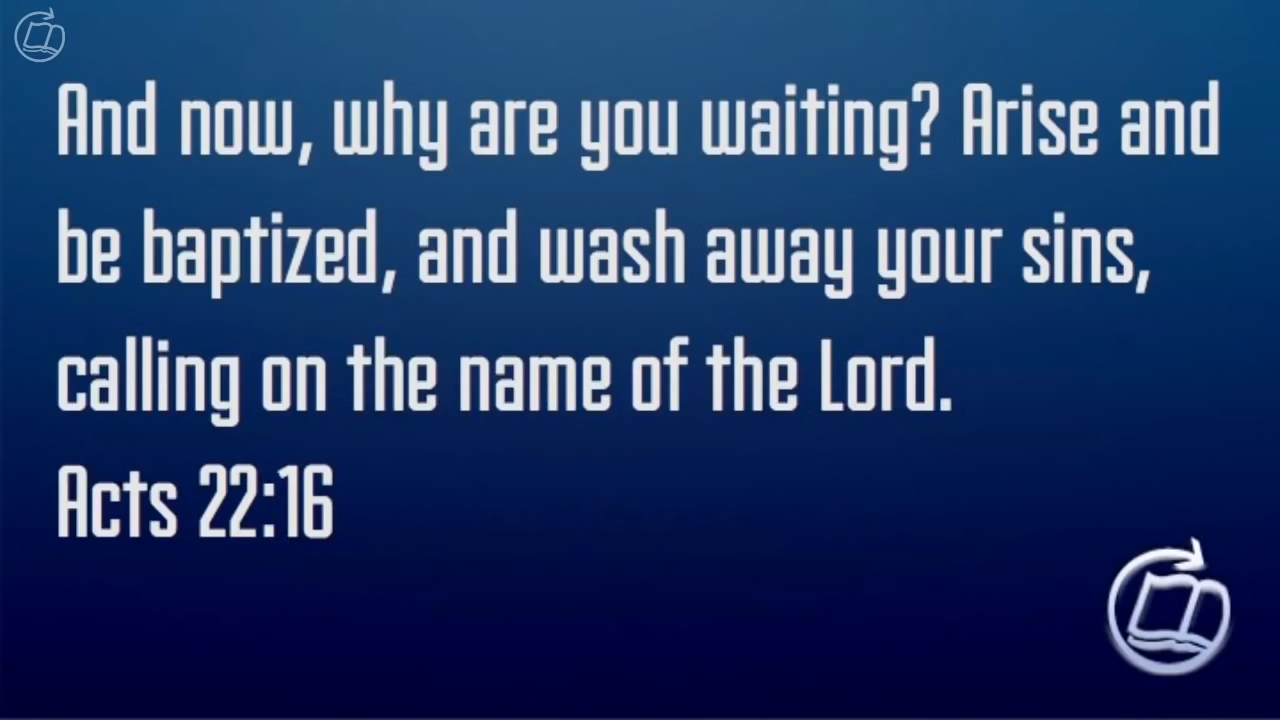 And now, why are you waiting? Arise and
be baptized, and wash away your sins,
calling on the name of the Lord.
Acts 22:16